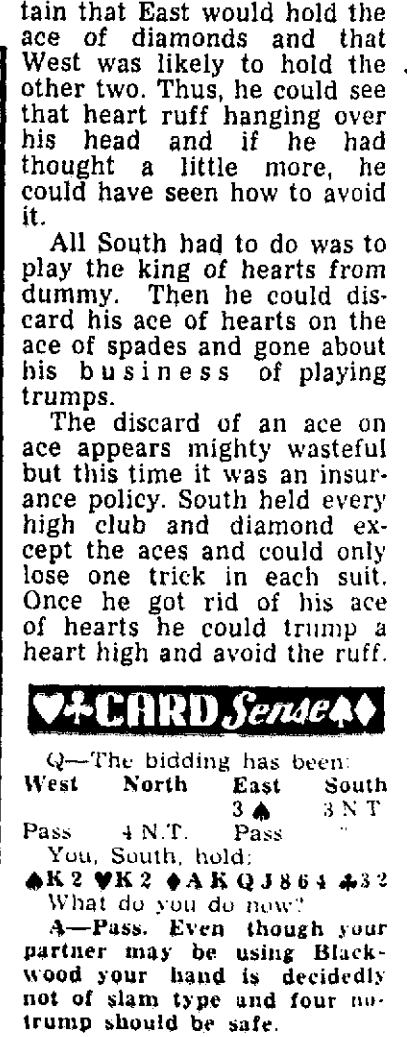 tain that East would hold the
ace of diamonds and that
West was likely to hold the
other two. Thus, he could see
that heart ruff hanging over
his head and if he had
thought a little more, he
could have seen how to avoid
it.
All South had to do was to
play the king of hearts from
dummy. Then he could dis-
card his ace of hearts on the
ace of spades and gone about
his business of playing
trumps.
The discard of an ace on
ace appears mighty wasteful
but this time it was an insur-
ance policy. South held every
high club and diamond ex-
cept the aces and could only
lose one trick in each suit.
Once he got rid of his ace
of hearts he could trump a
heart high and avoid the ruff.
♥♣CARD Sense♠♦
Q—The bidding has been:
West North East South
3 ♠ 3 N T
Pass 4 N.T. Pass "
You, South, hold:
♠K 2 ♥K 2 ♦A K Q J 8 6 4 ♣3 2
What do you do now?
A—Pass. Even though your
partner may be using Black-
wood your hand is decidedly
not of slam type and four no-
trump should be safe.